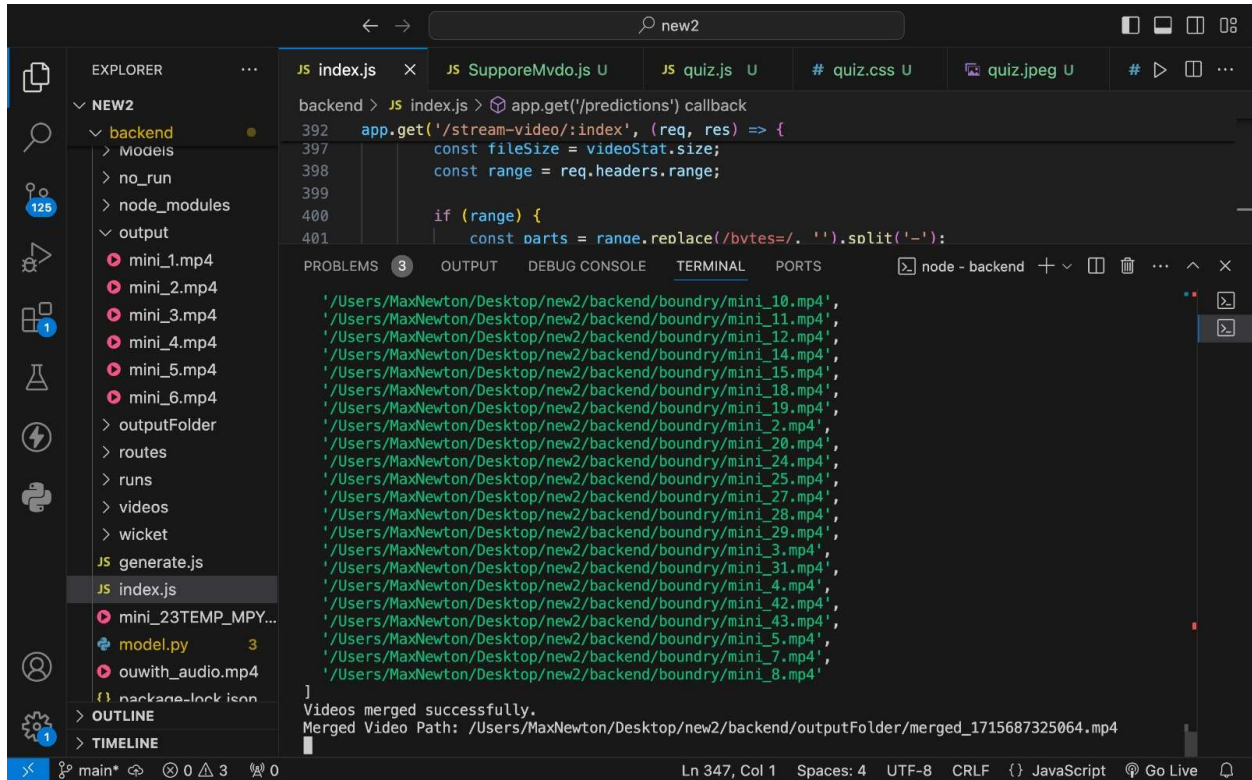 new2
EXPLORER
JS index.js
JS SupporeMvdo.js U
JS quiz.js U
# quiz.css U
quiz.jpeg U
#
NEW2
backend
Models
no_run
node_modules
output
mini_1.mp4
mini_2.mp4
mini_3.mp4
mini_4.mp4
mini_5.mp4
mini_6.mp4
outputFolder
routes
runs
videos
wicket
JS generate.js
JS index.js
mini_23TEMP_MPY...
model.py 3
ouwith_audio.mp4
{} package-lock.json
OUTLINE
TIMELINE
125
1
backend > JS index.js > app.get('/predictions') callback
392 app.get('/stream-video/:index', (req, res) => {
397 const fileSize = videoStat.size;
398 const range = req.headers.range;
399
400 if (range) {
401 const parts = range.replace(/bytes=/, '').split('-');
PROBLEMS 3 OUTPUT DEBUG CONSOLE TERMINAL PORTS node - backend
'/Users/MaxNewton/Desktop/new2/backend/boundry/mini_10.mp4',
'/Users/MaxNewton/Desktop/new2/backend/boundry/mini_11.mp4',
'/Users/MaxNewton/Desktop/new2/backend/boundry/mini_12.mp4',
'/Users/MaxNewton/Desktop/new2/backend/boundry/mini_14.mp4',
'/Users/MaxNewton/Desktop/new2/backend/boundry/mini_15.mp4',
'/Users/MaxNewton/Desktop/new2/backend/boundry/mini_18.mp4',
'/Users/MaxNewton/Desktop/new2/backend/boundry/mini_19.mp4',
'/Users/MaxNewton/Desktop/new2/backend/boundry/mini_2.mp4',
'/Users/MaxNewton/Desktop/new2/backend/boundry/mini_20.mp4',
'/Users/MaxNewton/Desktop/new2/backend/boundry/mini_24.mp4',
'/Users/MaxNewton/Desktop/new2/backend/boundry/mini_25.mp4',
'/Users/MaxNewton/Desktop/new2/backend/boundry/mini_27.mp4',
'/Users/MaxNewton/Desktop/new2/backend/boundry/mini_28.mp4',
'/Users/MaxNewton/Desktop/new2/backend/boundry/mini_29.mp4',
'/Users/MaxNewton/Desktop/new2/backend/boundry/mini_3.mp4',
'/Users/MaxNewton/Desktop/new2/backend/boundry/mini_31.mp4',
'/Users/MaxNewton/Desktop/new2/backend/boundry/mini_4.mp4',
'/Users/MaxNewton/Desktop/new2/backend/boundry/mini_42.mp4',
'/Users/MaxNewton/Desktop/new2/backend/boundry/mini_43.mp4',
'/Users/MaxNewton/Desktop/new2/backend/boundry/mini_5.mp4',
'/Users/MaxNewton/Desktop/new2/backend/boundry/mini_7.mp4',
'/Users/MaxNewton/Desktop/new2/backend/boundry/mini_8.mp4'
]
Videos merged successfully.
Merged Video Path: /Users/MaxNewton/Desktop/new2/backend/outputFolder/merged_1715687325064.mp4
main* 0 3 0 Ln 347, Col 1 Spaces: 4 UTF-8 CRLF {} JavaScript Go Live